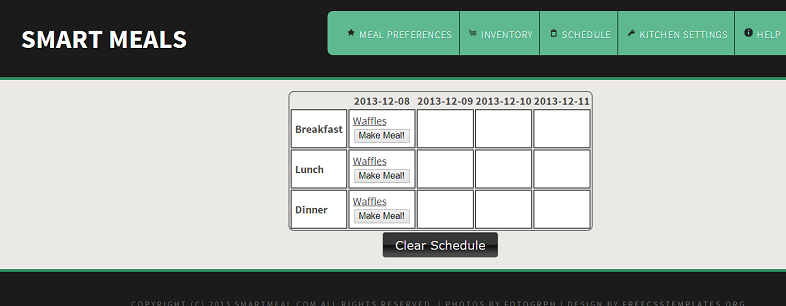 SMART MEALS
MEAL PREFERENCES INVENTORY SCHEDULE KITCHEN SETTINGS HELP
2013-12-08 2013-12-09 2013-12-10 2013-12-11
Breakfast Waffles
Make Meal!
Lunch Waffles
Make Meal!
Dinner Waffles
Make Meal!
Clear Schedule
COPYRIGHT (C) 2013 SMARTMEAL.COM ALL RIGHTS RESERVED. | PHOTOS BY FOTOGRPH | DESIGN BY FREECSSTEMPLATES.ORG